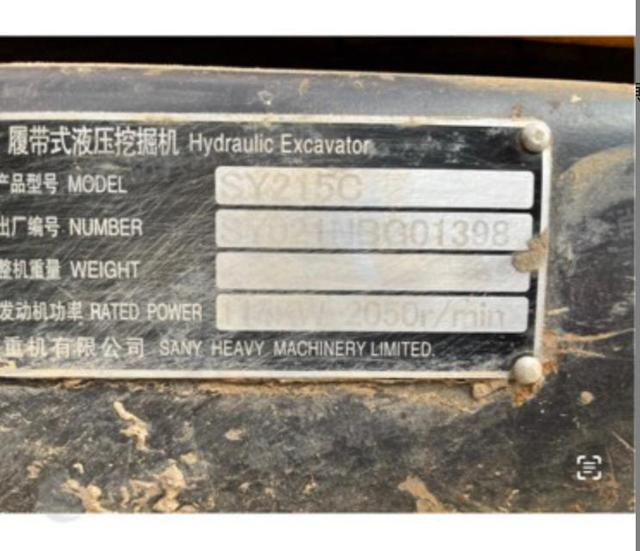 履带式液压挖掘机 Hydraulic Excavator
产品型号 MODEL SY215C
出厂编号 NUMBER SY021NBG01398
整机重量 WEIGHT
发动机功率 RATED POWER 2050r/min
重机有限公司 SANY HEAVY MACHINERY LIMITED.